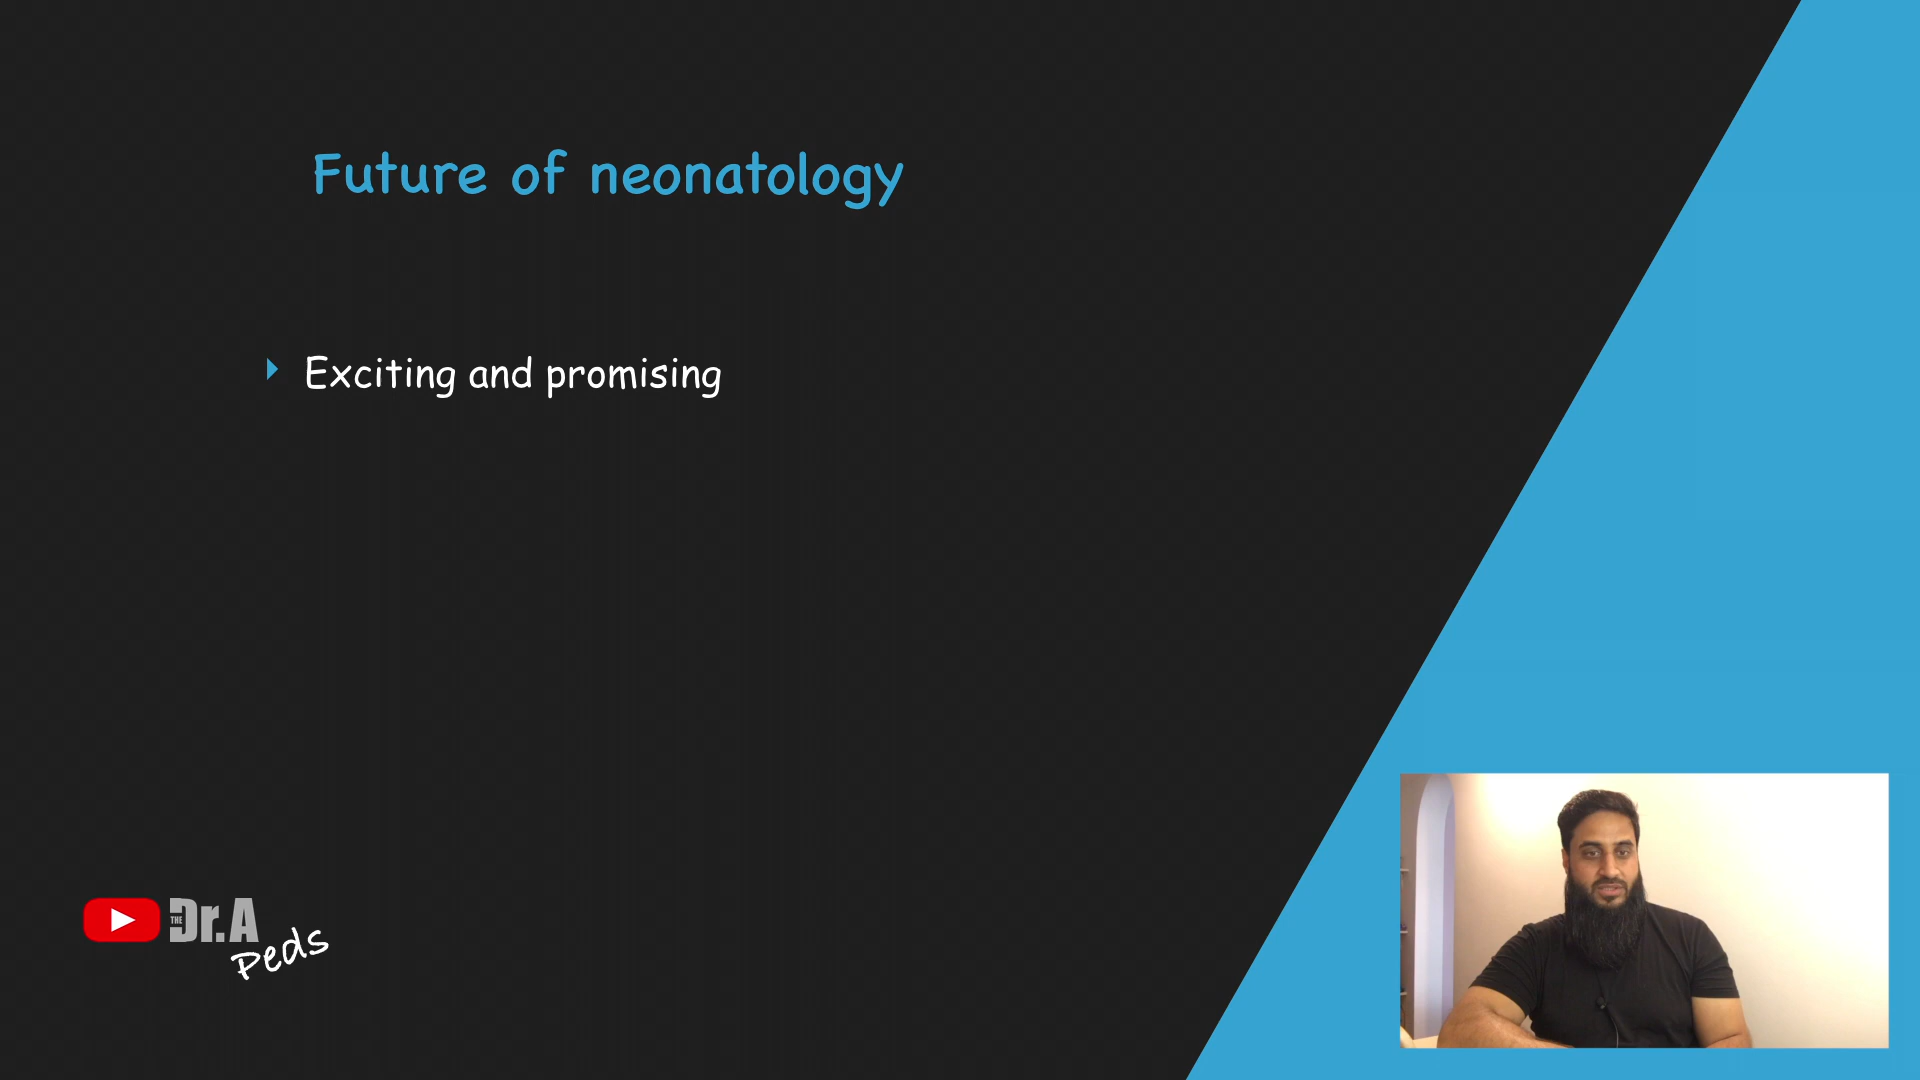 Future of neonatology
Exciting and promising
THE Dr.A
Peds